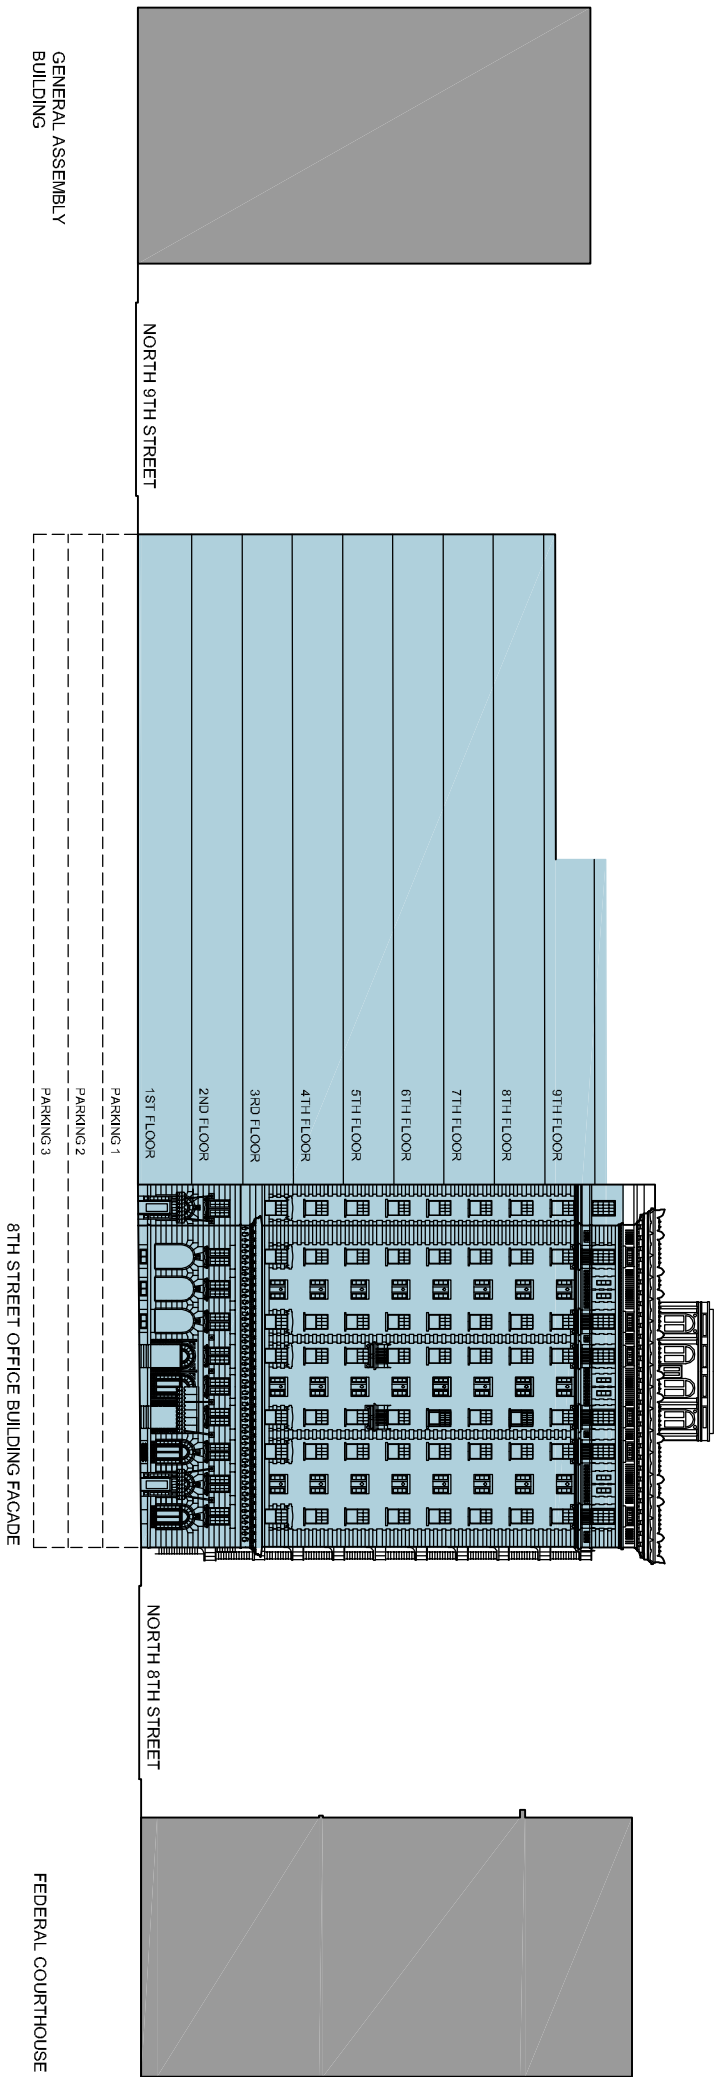 GENERAL ASSEMBLY
BUILDING
NORTH 9TH STREET
9TH FLOOR
8TH FLOOR
7TH FLOOR
6TH FLOOR
5TH FLOOR
4TH FLOOR
3RD FLOOR
2ND FLOOR
1ST FLOOR
PARKING 1
PARKING 2
PARKING 3
8TH STREET OFFICE BUILDING FACADE
NORTH 8TH STREET
FEDERAL COURTHOUSE